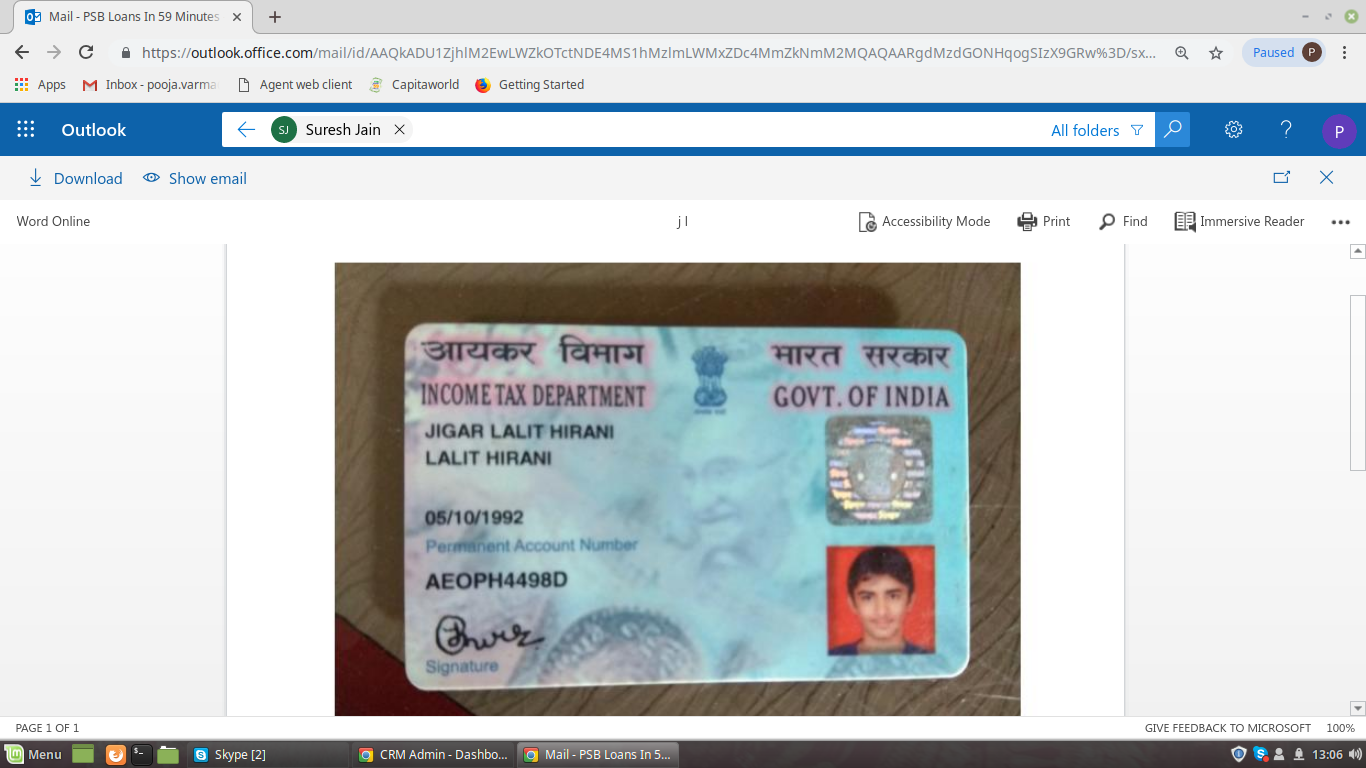 Mail - PSB Loans In 59 Minutes
https://outlook.office.com/mail/id/AAQkADU1ZjhlM2EwLWZkOTctNDE4MS1hMzlmLWMxZDc4MmZkNmM2MQAQAARgdMzdGONHqogSIzX9GRw%3D/sx...
Paused P
Apps Inbox - pooja.varma Agent web client Capitaworld Getting Started
Outlook SJ Suresh Jain All folders ? P
Download Show email
Word Online j l Accessibility Mode Print Find Immersive Reader
आयकर विभाग भारत सरकार
INCOME TAX DEPARTMENT GOVT. OF INDIA
JIGAR LALIT HIRANI
LALIT HIRANI
05/10/1992
Permanent Account Number
AEOPH4498D
Signature
PAGE 1 OF 1 GIVE FEEDBACK TO MICROSOFT 100%
Menu Skype [2] CRM Admin - Dashbo... Mail - PSB Loans In 5... 13:06